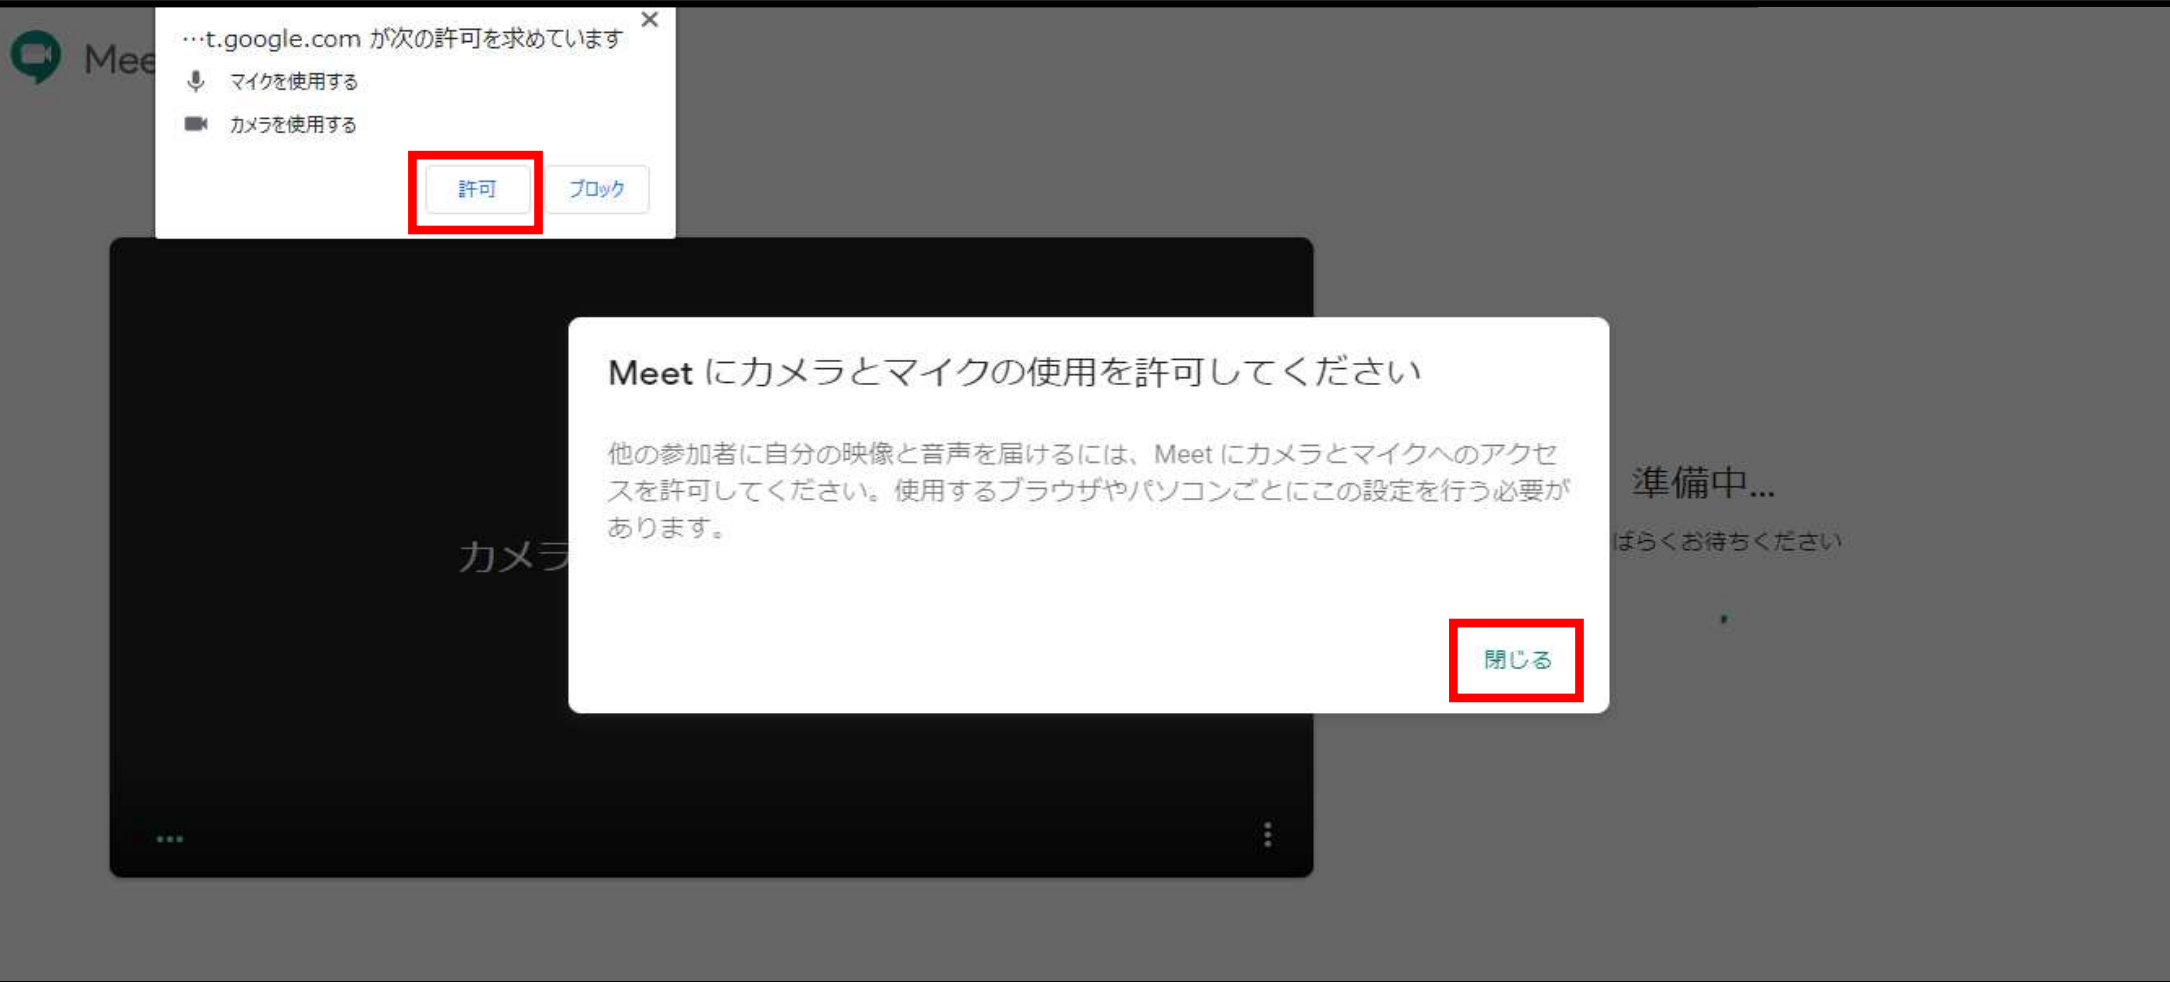 Mee
…t.google.com が次の許可を求めています
マイクを使用する
カメラを使用する
許可
ブロック
Meet にカメラとマイクの使用を許可してください
他の参加者に自分の映像と音声を届けるには、Meet にカメラとマイクへのアクセ
スを許可してください。使用するブラウザやパソコンごとにこの設定を行う必要が
あります。
閉じる
カメラ
準備中...
ばらくお待ちください